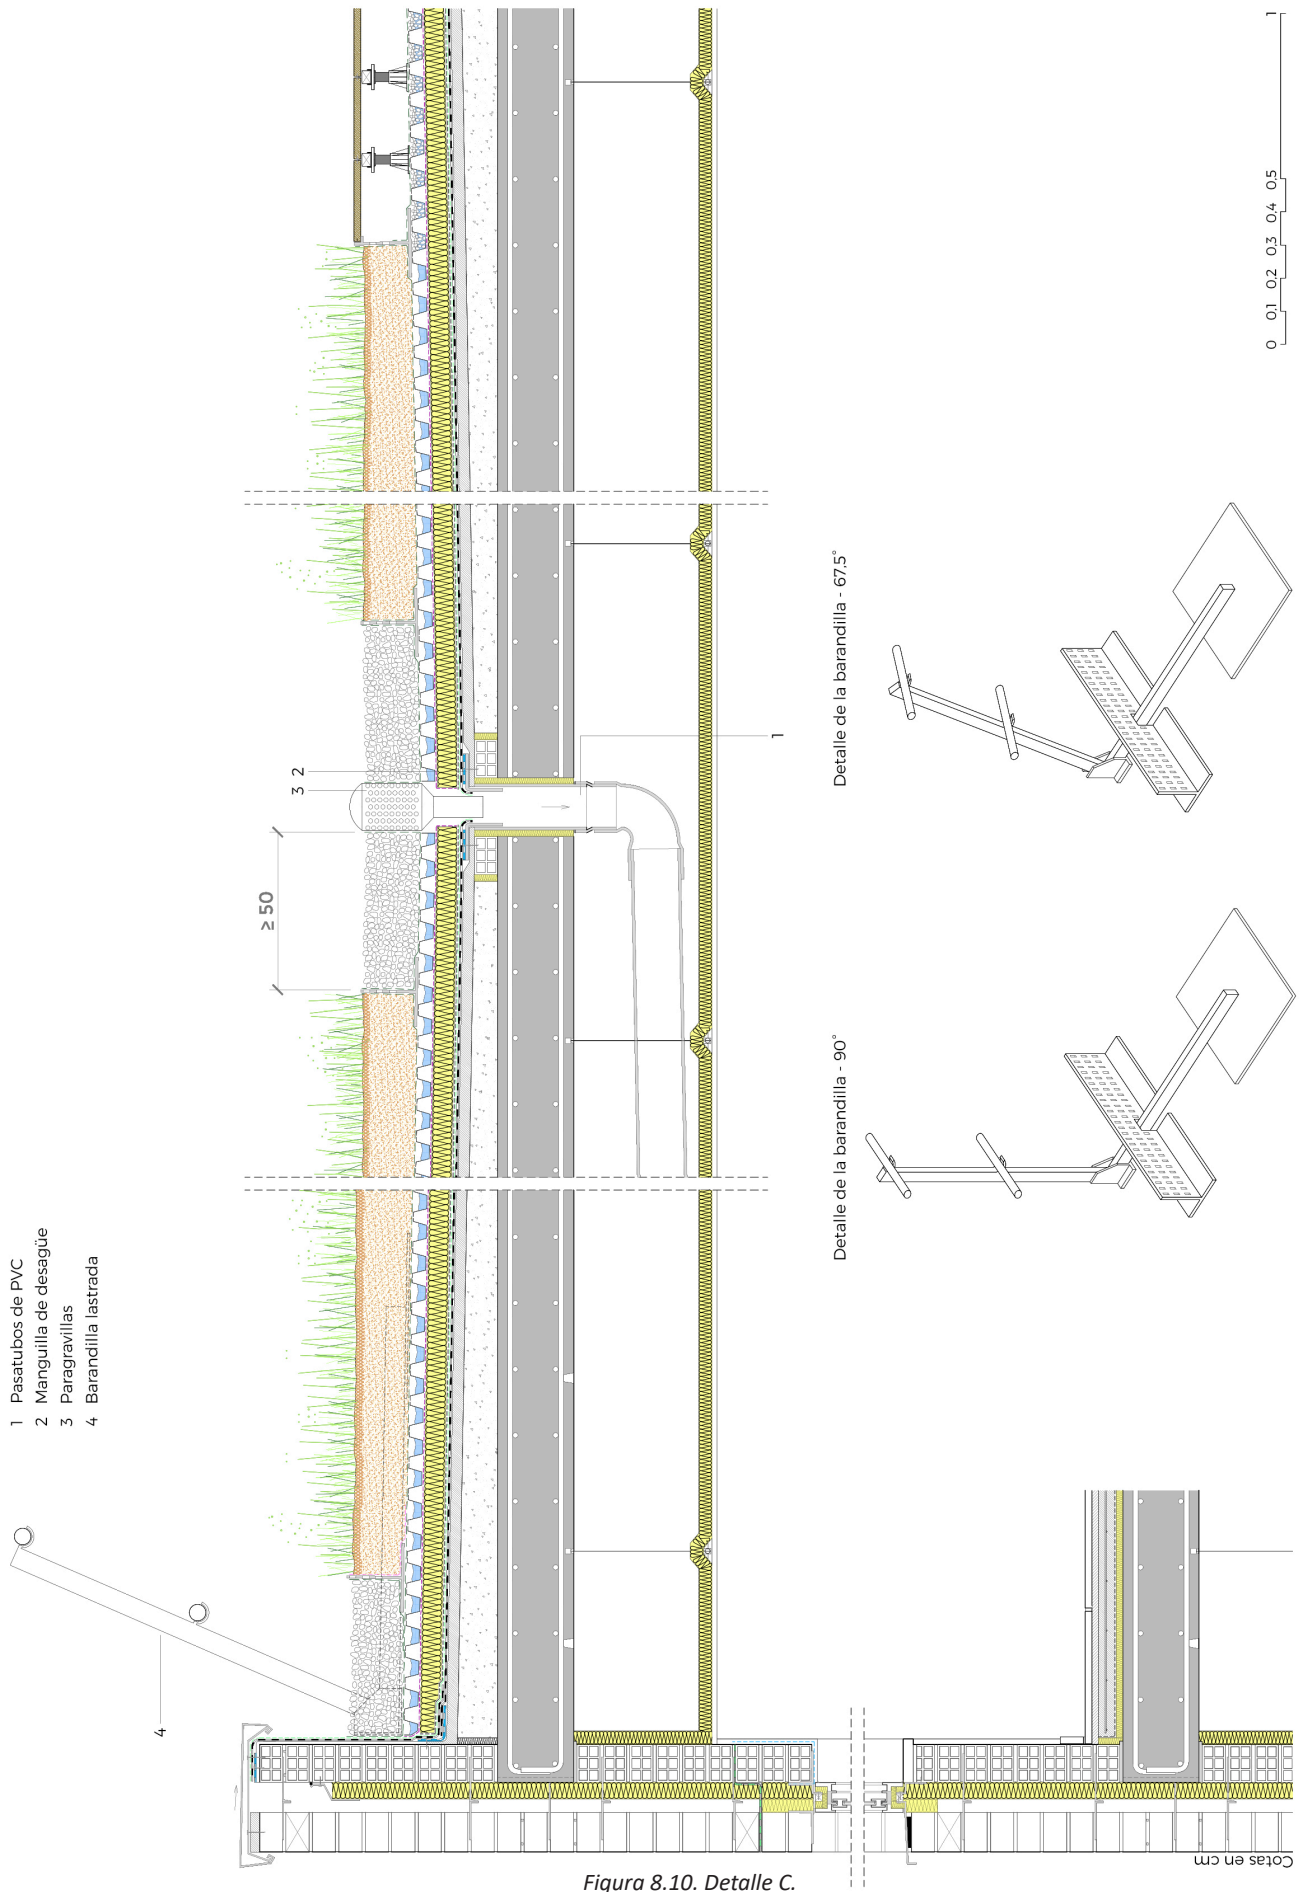 1 Pasatubos de PVC
2 Manguilla de desagüe
3 Paragravillas
4 Barandilla lastrada
4
≥ 50
3
2
1
Detalle de la barandilla - 90°
Detalle de la barandilla - 67,5°
0 0,1 0,2 0,3 0,4 0,5 1
Cotas en cm
Figura 8.10. Detalle C.